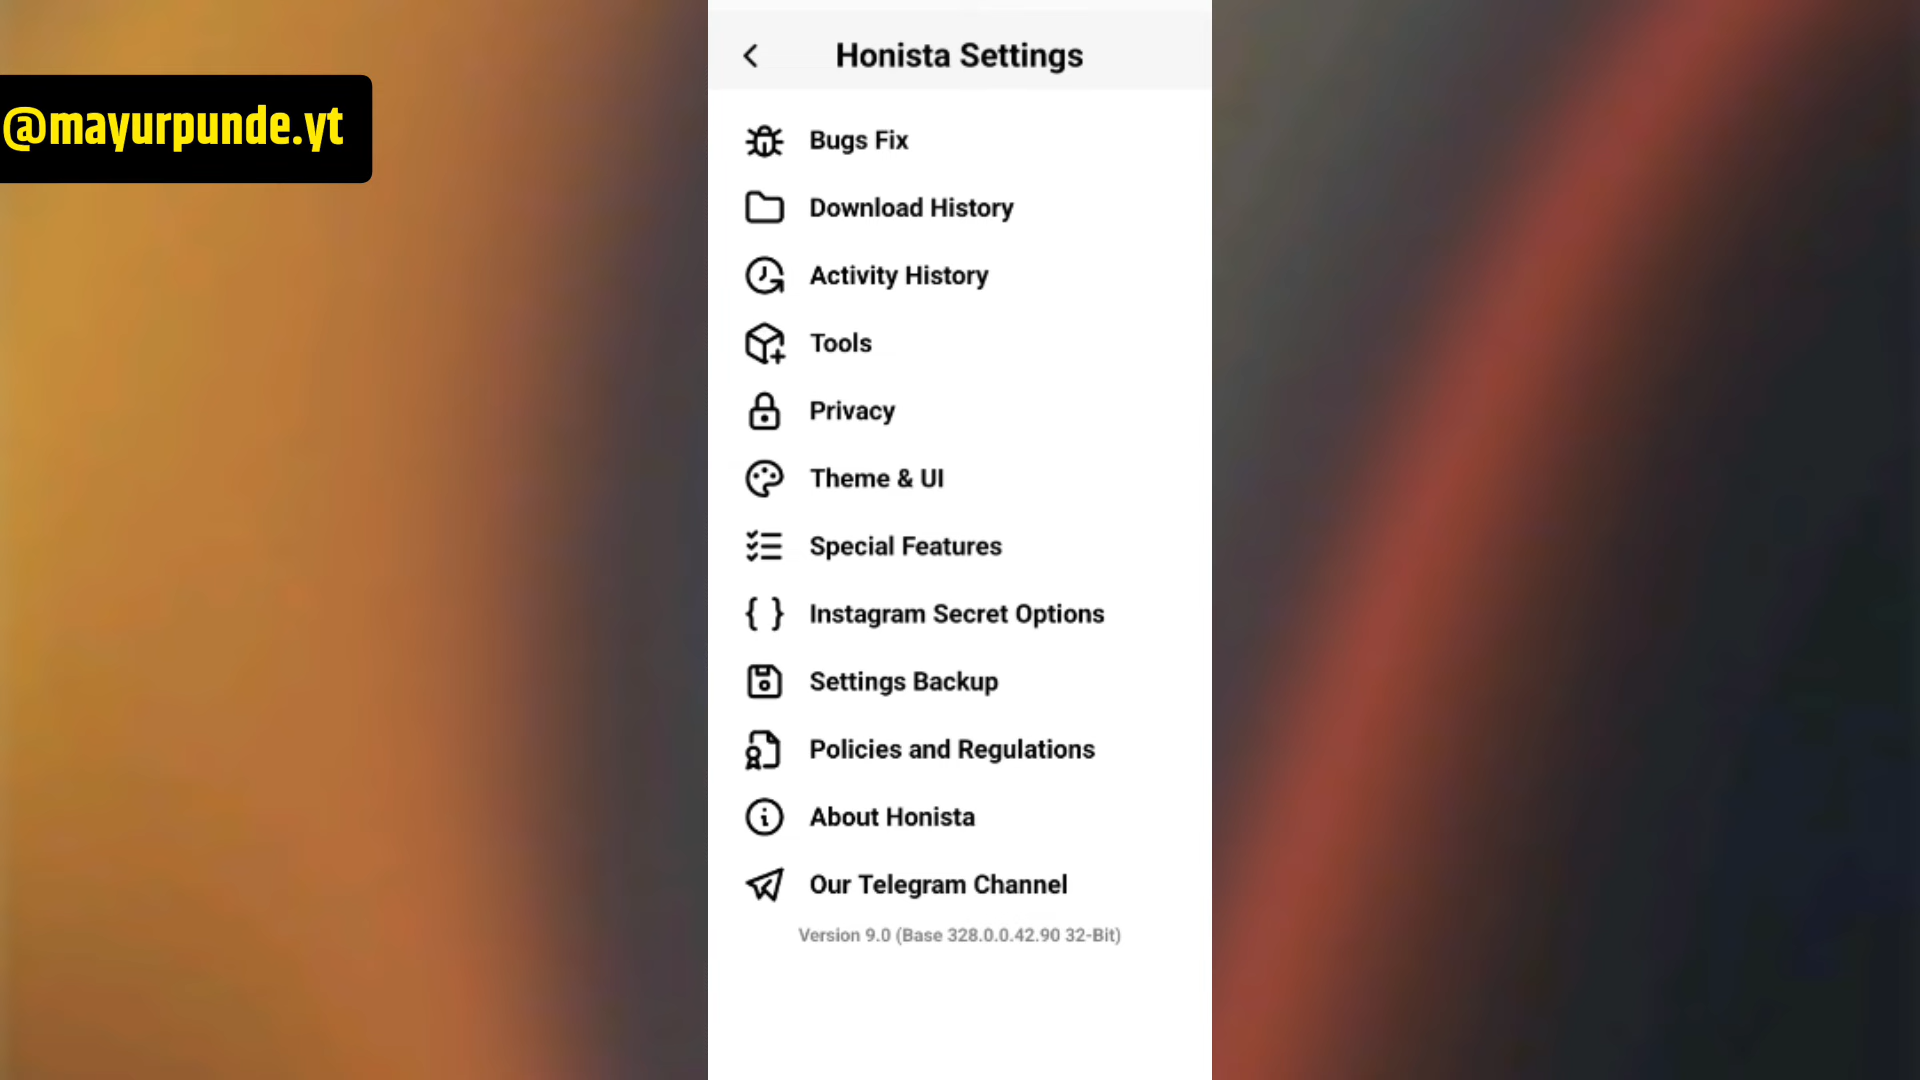 @mayurpunde.yt
Honista Settings
Bugs Fix
Download History
Activity History
Tools
Privacy
Theme & UI
Special Features
Instagram Secret Options
Settings Backup
Policies and Regulations
About Honista
Our Telegram Channel
Version 9.0 (Base 328.0.0.42.90 32-Bit)